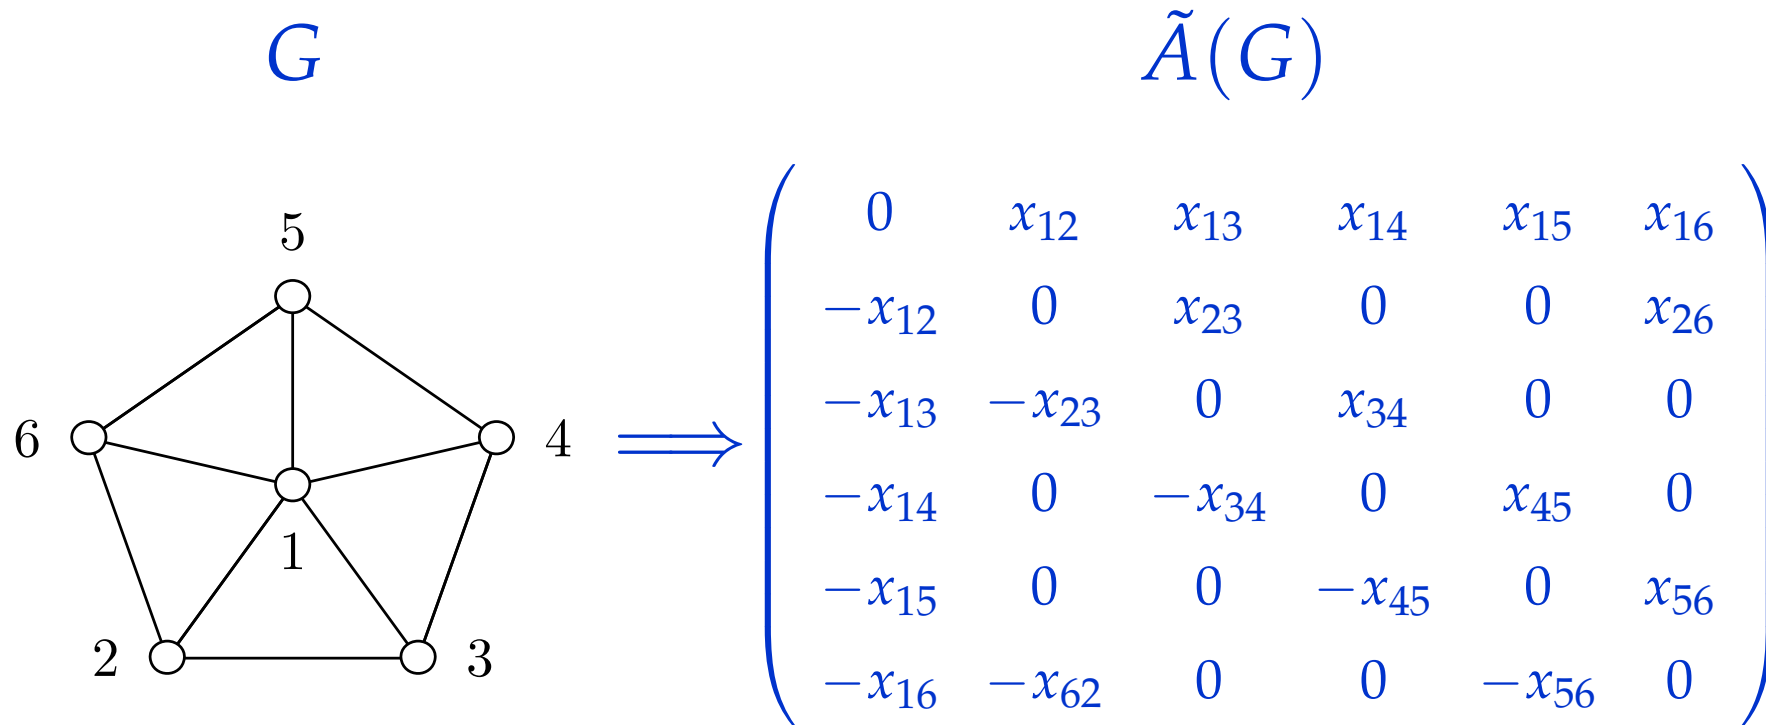 G
Ã(G)
5
6
4
1
2
3
⟹
0 x₁₂ x₁₃ x₁₄ x₁₅ x₁₆
−x₁₂ 0 x₂₃ 0 0 x₂₆
−x₁₃ −x₂₃ 0 x₃₄ 0 0
−x₁₄ 0 −x₃₄ 0 x₄₅ 0
−x₁₅ 0 0 −x₄₅ 0 x₅₆
−x₁₆ −x₆₂ 0 0 −x₅₆ 0